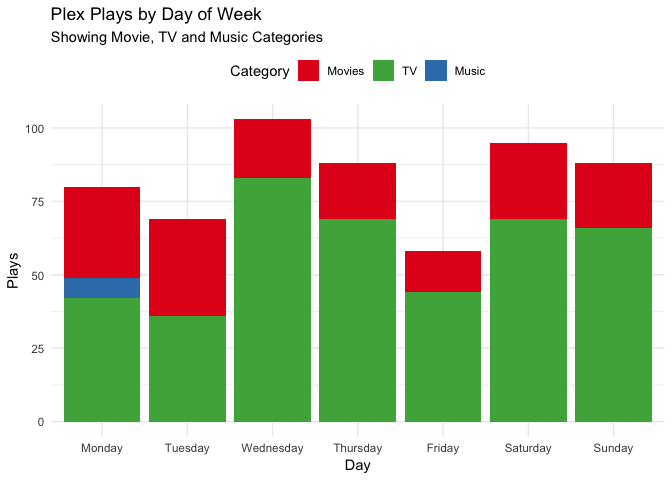 Plex Plays by Day of Week
Showing Movie, TV and Music Categories
Category Movies TV Music
100
75
50
25
0
Plays
Monday Tuesday Wednesday Thursday Friday Saturday Sunday
Day